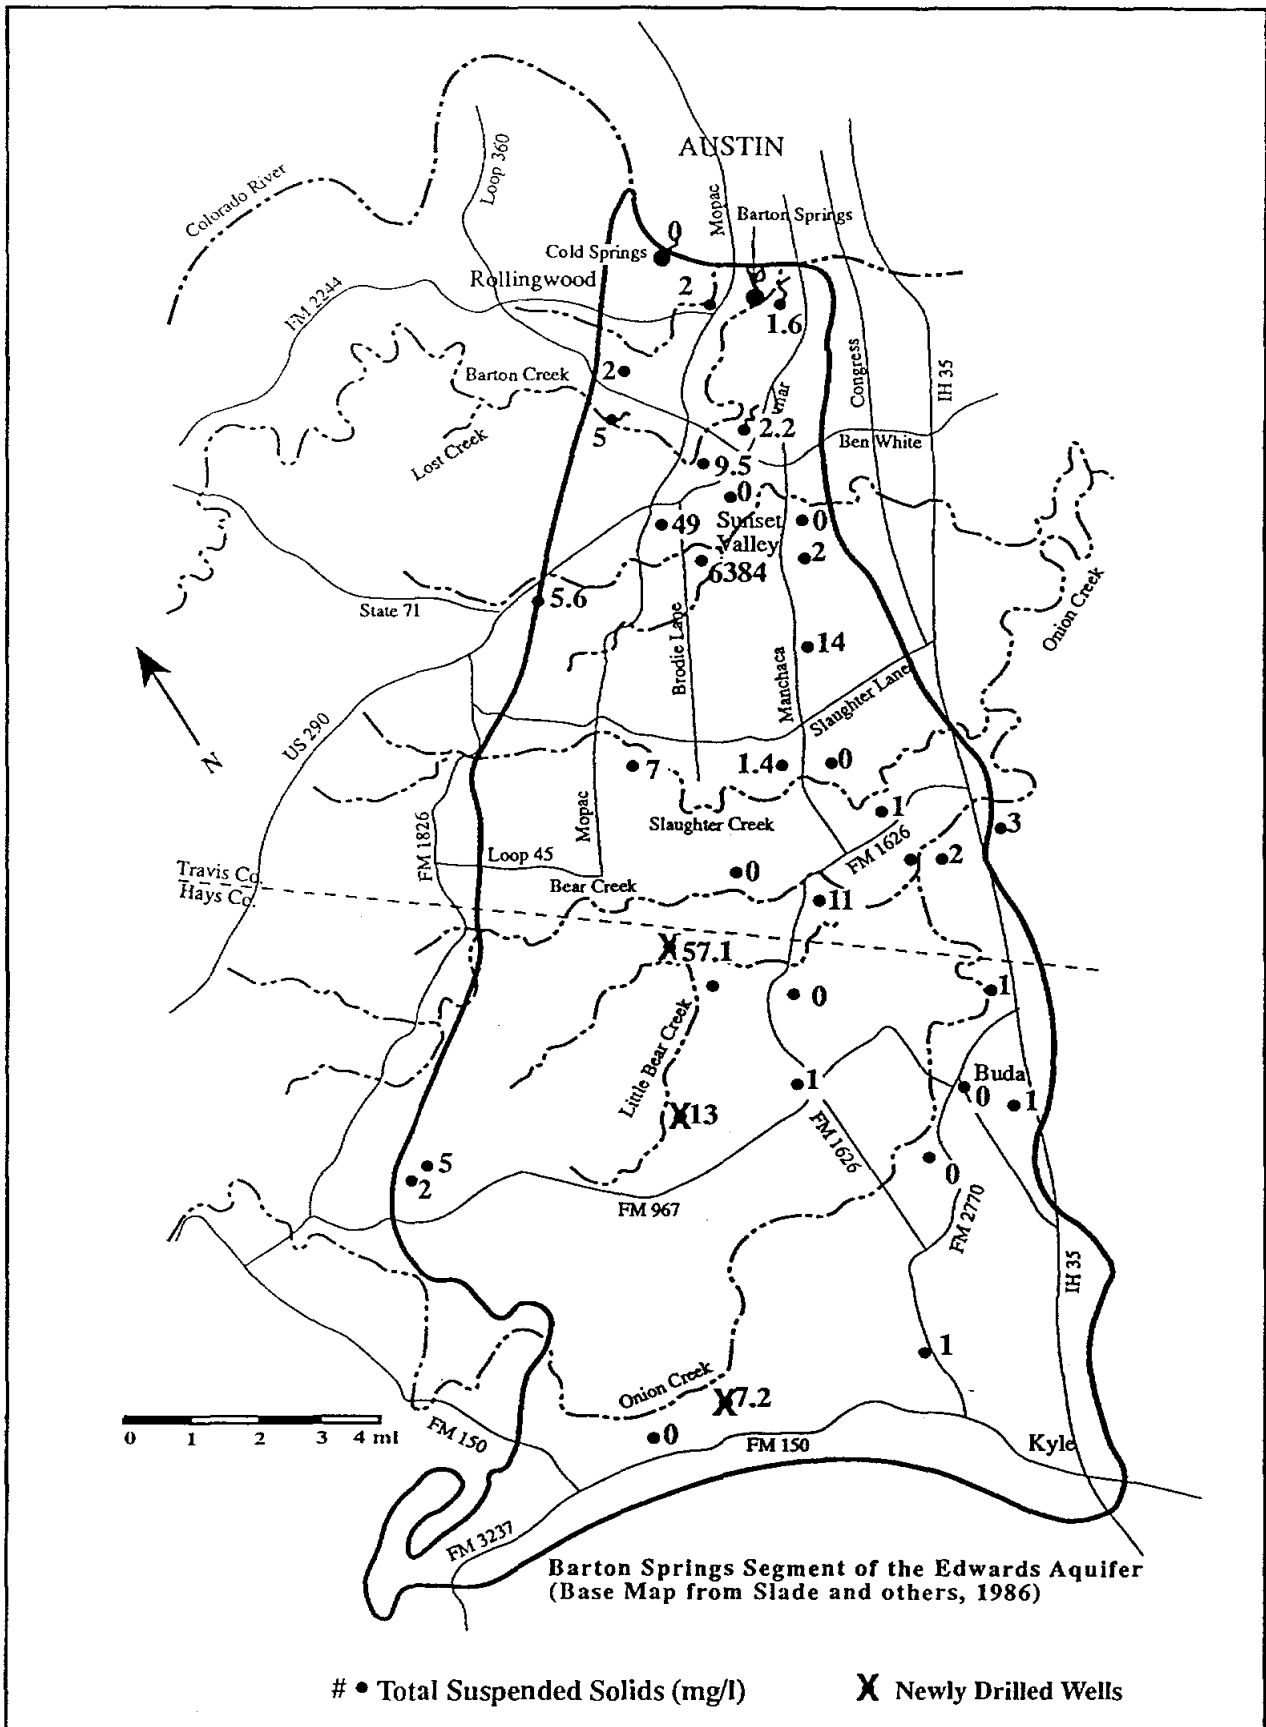 AUSTIN
Colorado River
Loop 360
Mopac
Barton Springs
0
Cold Springs
Rollingwood
2
1.6
FM 2244
Congress
IH 35
2
Barton Creek
5
Lost Creek
2.2
Ben White
9.5
0
49
Sunset
Valley
0
2
6384
5.6
State 71
Onion Creek
Brodie Lane
14
Manchaca
Slaughter Lane
US 290
N
7
1.4
0
Mopac
Slaughter Creek
1
3
FM 1826
FM 1626
Loop 45
2
Travis Co.
Hays Co.
Bear Creek
0
11
57.1
0
1
Little Bear Creek
Buda
1
0
1
13
FM 1626
5
2
0
FM 967
FM 2770
IH 35
1
Onion Creek
7.2
0 1 2 3 4 mi
FM 150
0
FM 150
Kyle
FM 3237
Barton Springs Segment of the Edwards Aquifer
(Base Map from Slade and others, 1986)
# • Total Suspended Solids (mg/l)
X Newly Drilled Wells